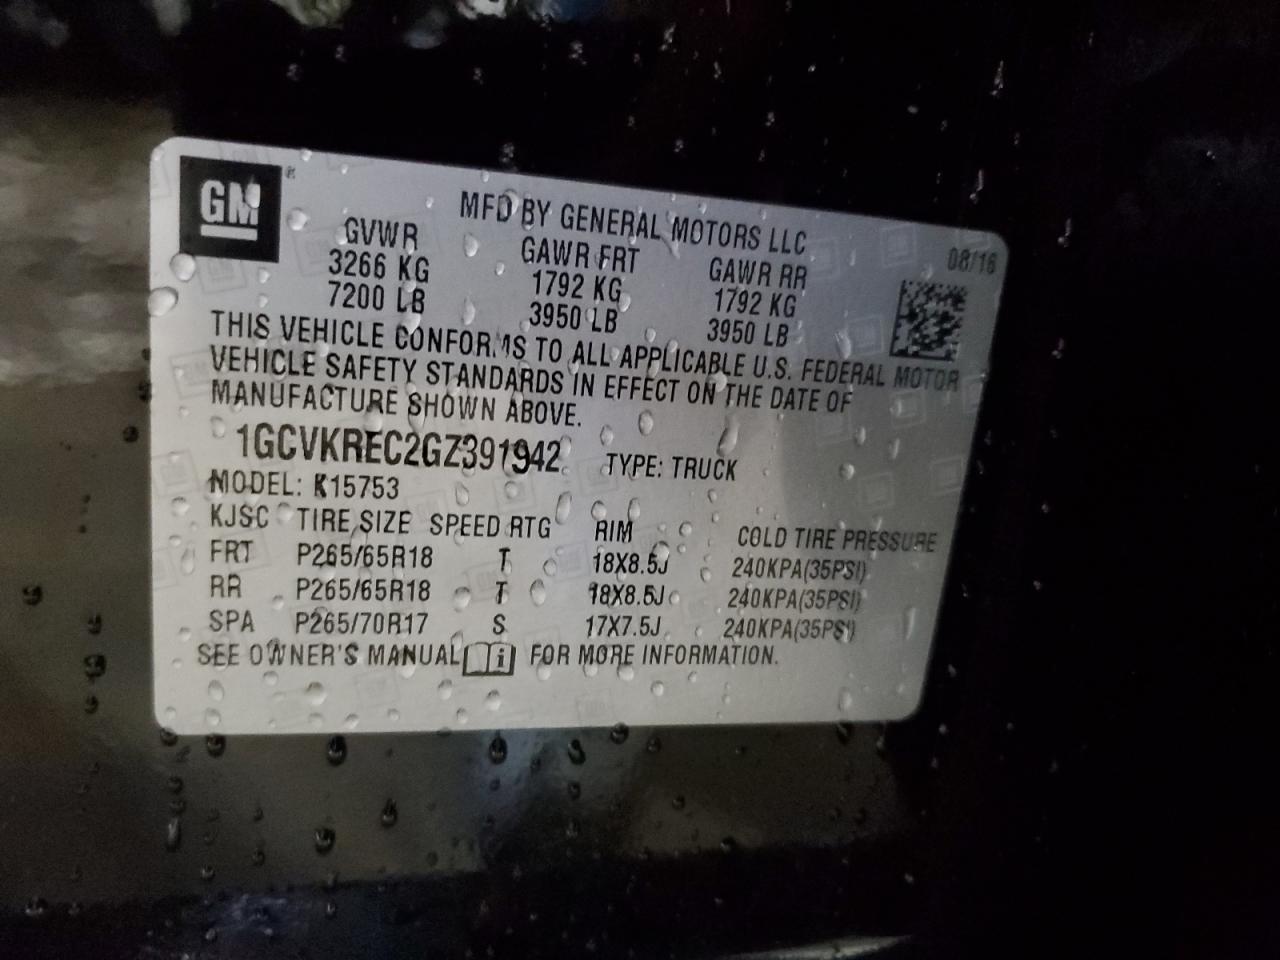 GM
MFD BY GENERAL MOTORS LLC
08/16
GVWR GAWR FRT GAWR RR
3266 KG 1792 KG 1792 KG
7200 LB 3950 LB 3950 LB
THIS VEHICLE CONFORMS TO ALL APPLICABLE U.S. FEDERAL MOTOR
VEHICLE SAFETY STANDARDS IN EFFECT ON THE DATE OF
MANUFACTURE SHOWN ABOVE.
1GCVKREC2GZ391942 TYPE: TRUCK
MODEL: K15753
KJSC TIRE SIZE SPEED RTG RIM COLD TIRE PRESSURE
FRT P265/65R18 T 18X8.5J 240KPA(35PSI)
RR P265/65R18 T 18X8.5J 240KPA(35PSI)
SPA P265/70R17 S 17X7.5J 240KPA(35PSI)
SEE OWNER'S MANUAL i FOR MORE INFORMATION.